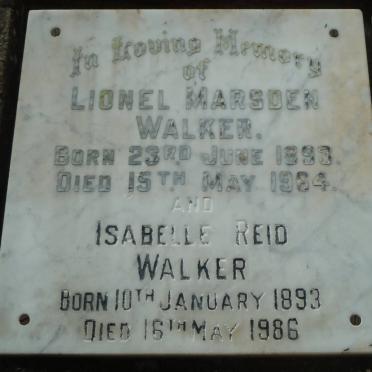 In Loving Memory
of
LIONEL MARSDEN
WALKER.
BORN 23RD JUNE 1893.
DIED 15TH MAY 1964.
AND
ISABELLE REID
WALKER
BORN 10TH JANUARY 1893
DIED 16TH MAY 1986